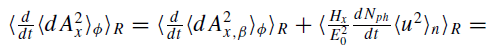 ⟨d/dt ⟨dA_x^2⟩_ϕ⟩_R = ⟨d/dt ⟨dA_{x,β}^2⟩_ϕ⟩_R + ⟨H_x/E_0^2 dN_{ph}/dt ⟨u^2⟩_n⟩_R =